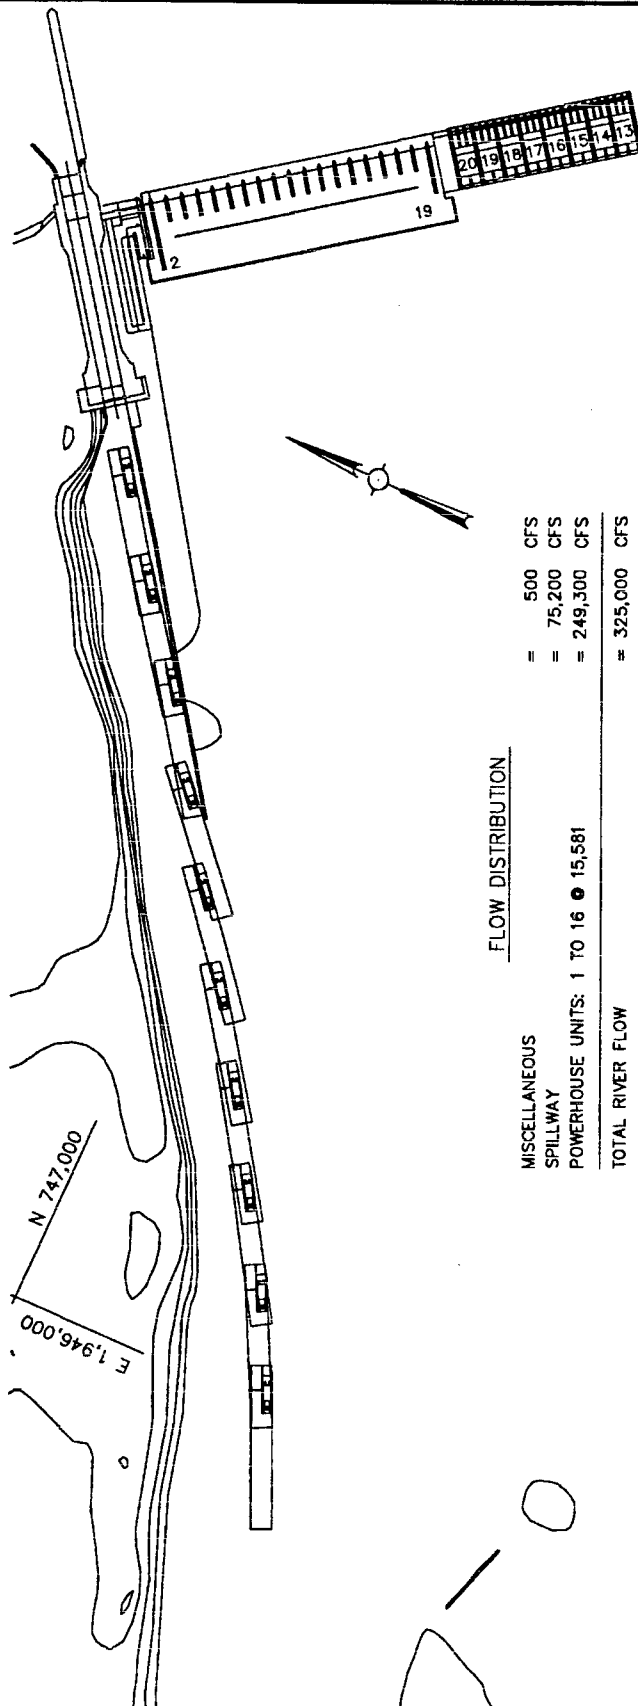 2
19
20 19 18 17 16 15 14 13
FLOW DISTRIBUTION
MISCELLANEOUS = 500 CFS
SPILLWAY = 75,200 CFS
POWERHOUSE UNITS: 1 TO 16 @ 15,581 = 249,300 CFS
TOTAL RIVER FLOW = 325,000 CFS
N 747,000
E 1,946,000